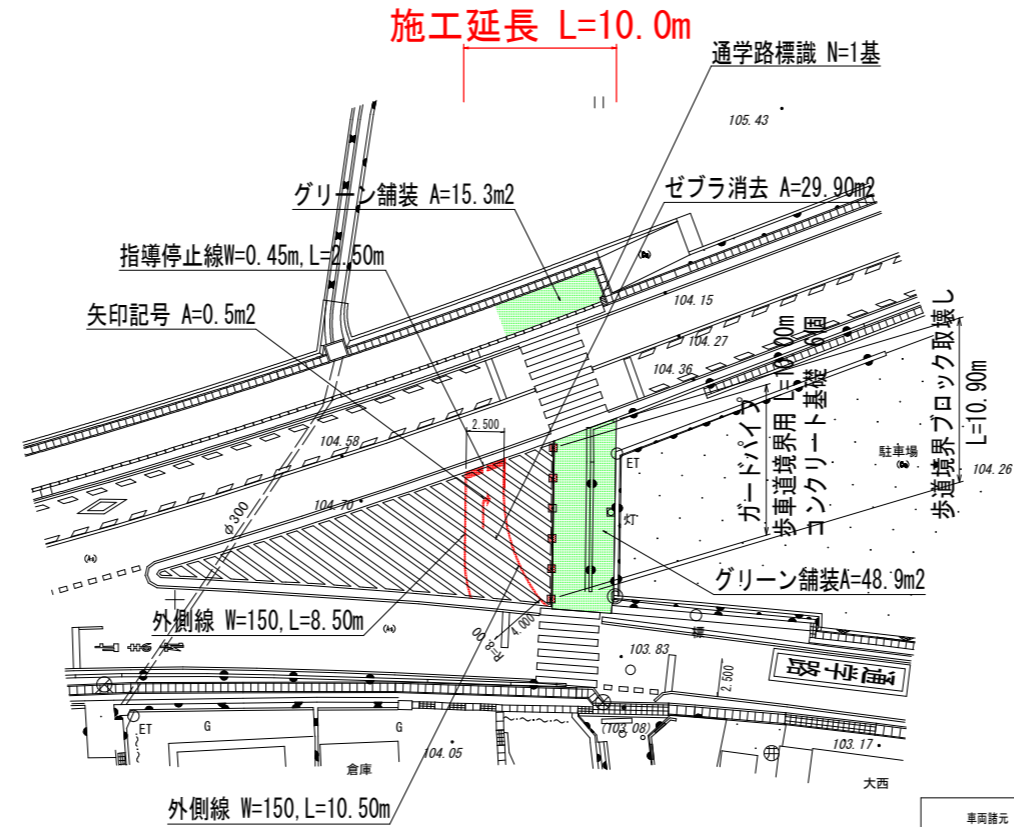 施工延長 L=10.0m
通学路標識 N=1基
105.43
グリーン舗装 A=15.3m2
ゼブラ消去 A=29.90m2
指導停止線W=0.45m,L=2.50m
矢印記号 A=0.5m2
104.15
104.27
104.36
ガードパイプ
歩車道境界用 L=10.00m
コンクリート基礎 6個
歩道境界ブロック取壊し
L=10.90m
2.500
104.58
104.70
φ300
ET
灯
駐車場
104.26
グリーン舗装A=48.9m2
外側線 W=150,L=8.50m
R=8.00
4.000
標
103.83
2.500
通学路
ET
G
G
104.05
(103.08)
103.17
倉庫
大西
外側線 W=150,L=10.50m
車両諸元